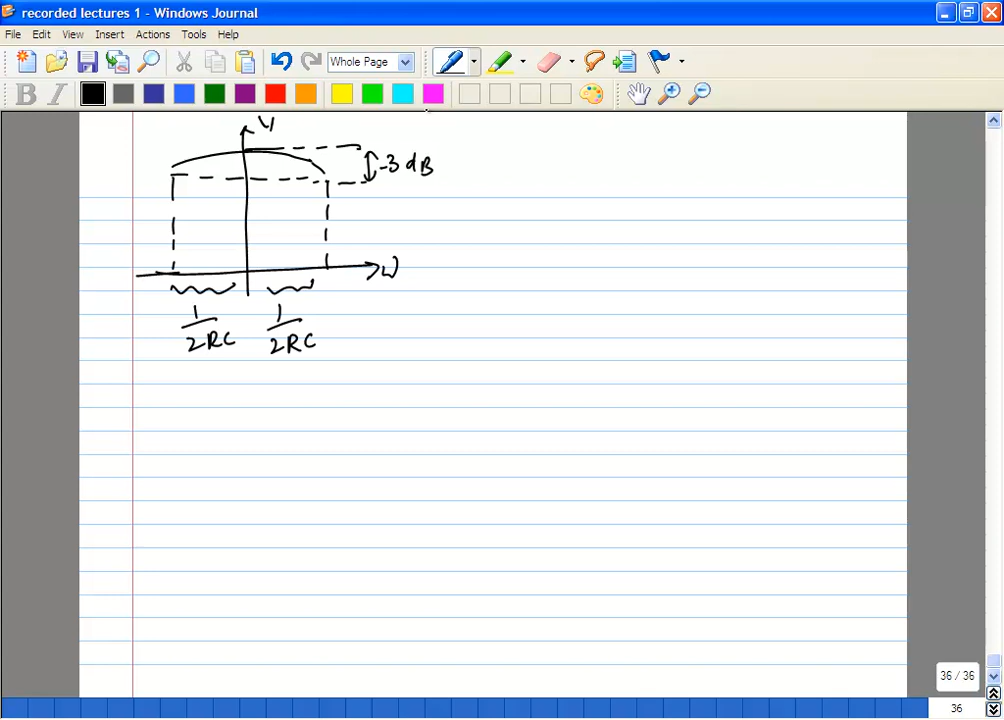 recorded lectures 1 - Windows Journal
File Edit View Insert Actions Tools Help
Whole Page
B I
-3 dB
ω
1/2RC 1/2RC
36 / 36
36